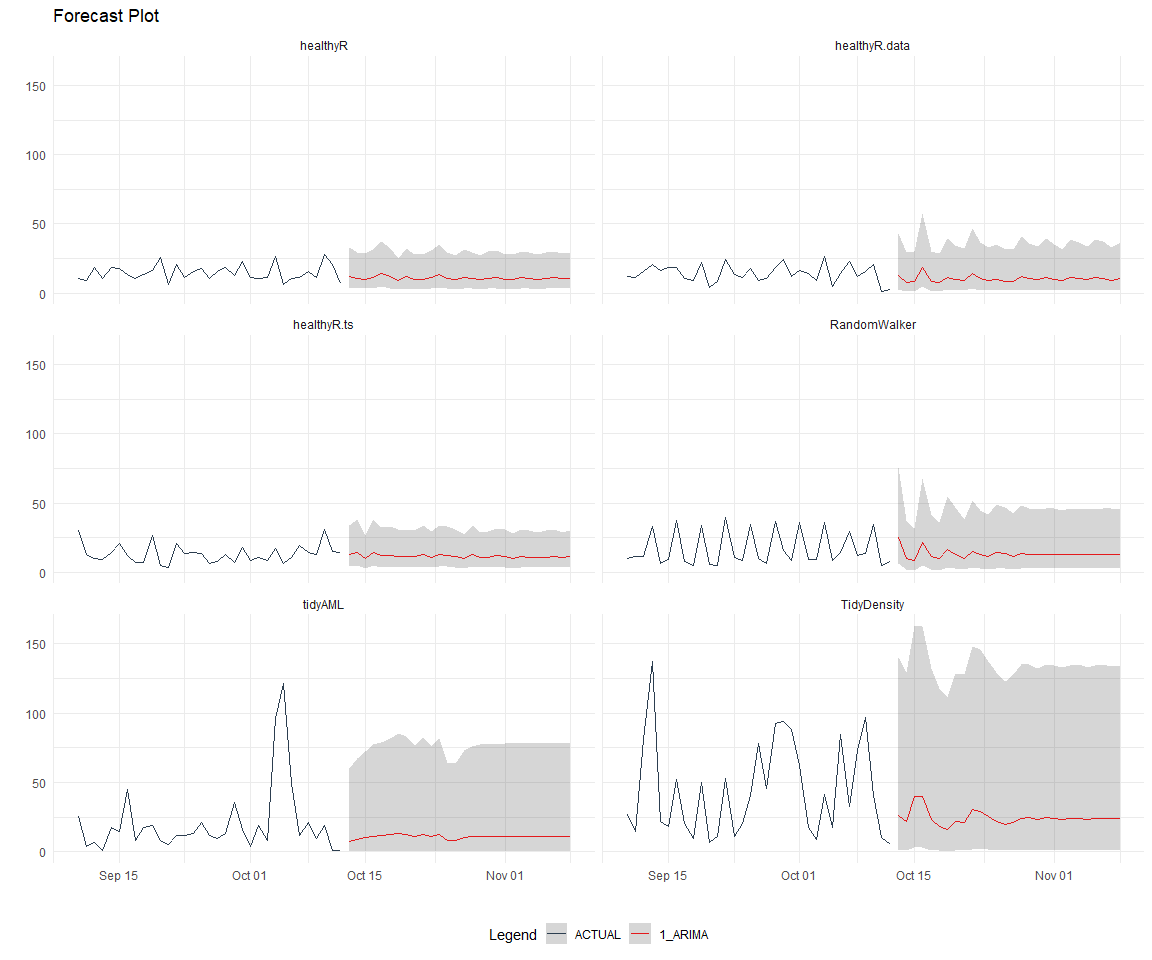 Forecast Plot
healthyR
healthyR.data
150
100
50
0
healthyR.ts
RandomWalker
150
100
50
0
tidyAML
TidyDensity
150
100
50
0
Sep 15
Oct 01
Oct 15
Nov 01
Sep 15
Oct 01
Oct 15
Nov 01
Legend ACTUAL 1_ARIMA